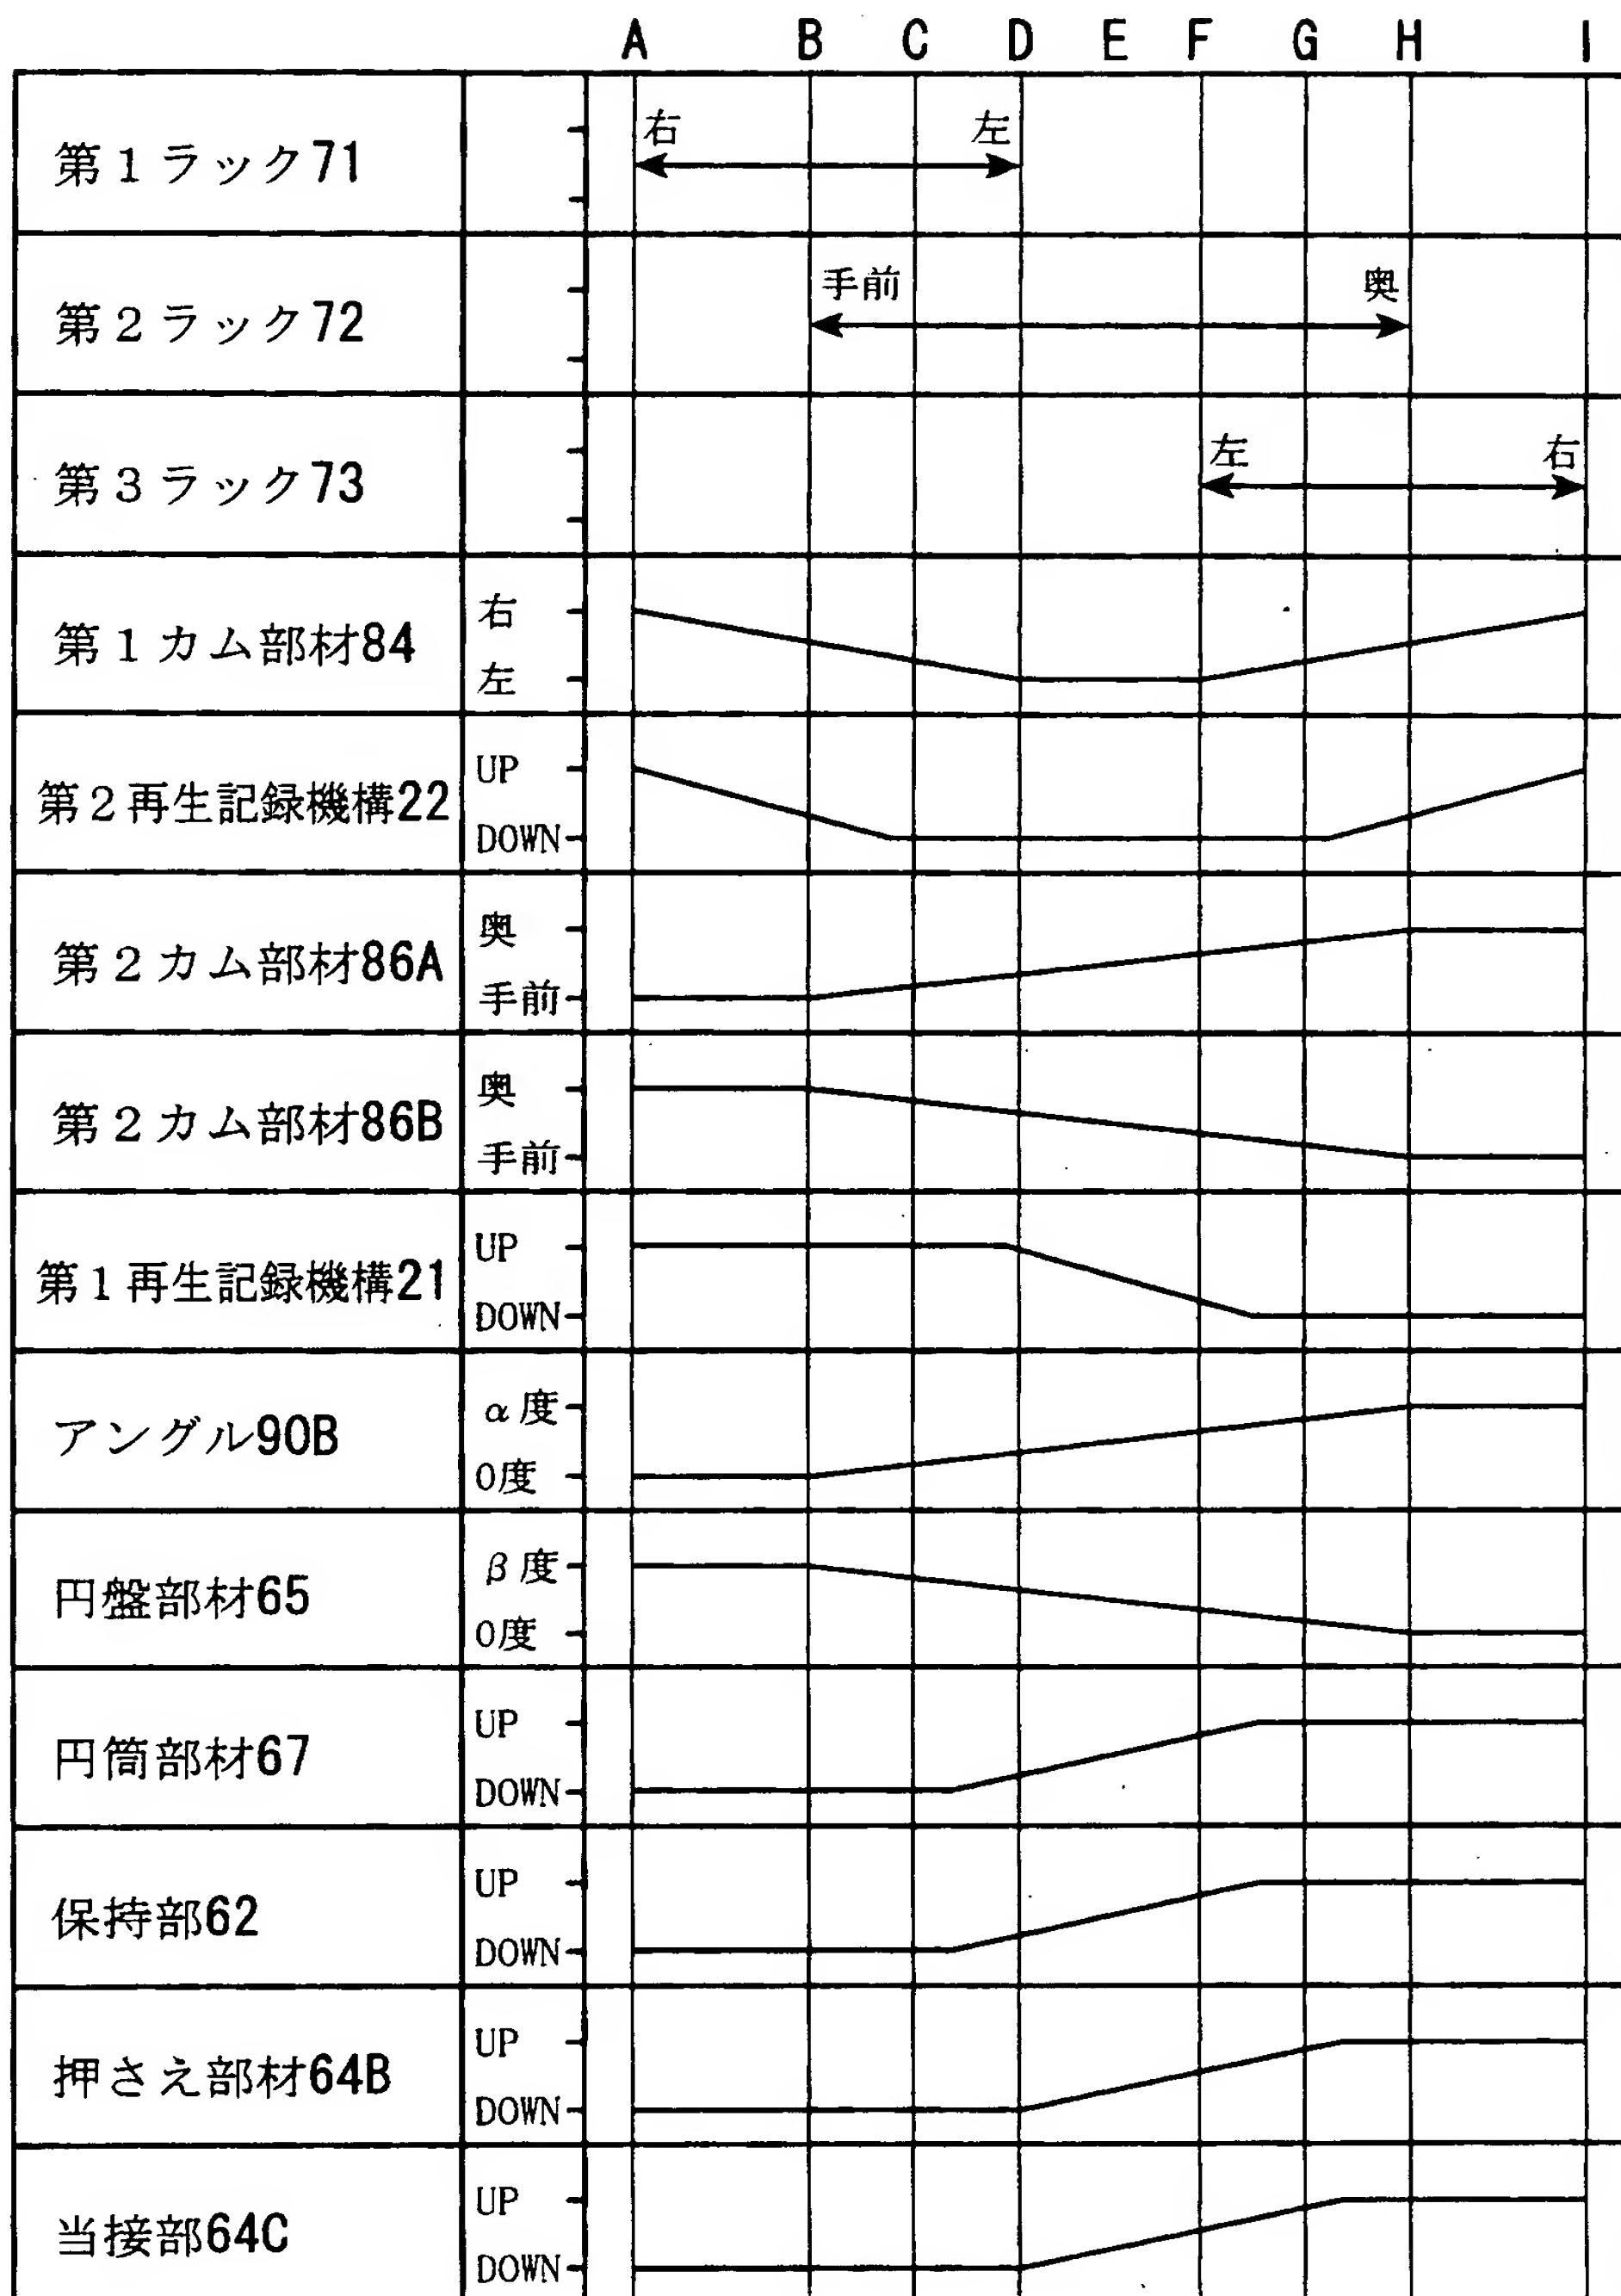 A B C D E F G H I
第1ラック71 右 左
第2ラック72 手前 奥
第3ラック73 左 右
第1カム部材84 右
左
第2再生記録機構22 UP
DOWN
第2カム部材86A 奥
手前
第2カム部材86B 奥
手前
第1再生記録機構21 UP
DOWN
アングル90B α度
0度
円盤部材65 β度
0度
円筒部材67 UP
DOWN
保持部62 UP
DOWN
押さえ部材64B UP
DOWN
当接部64C UP
DOWN